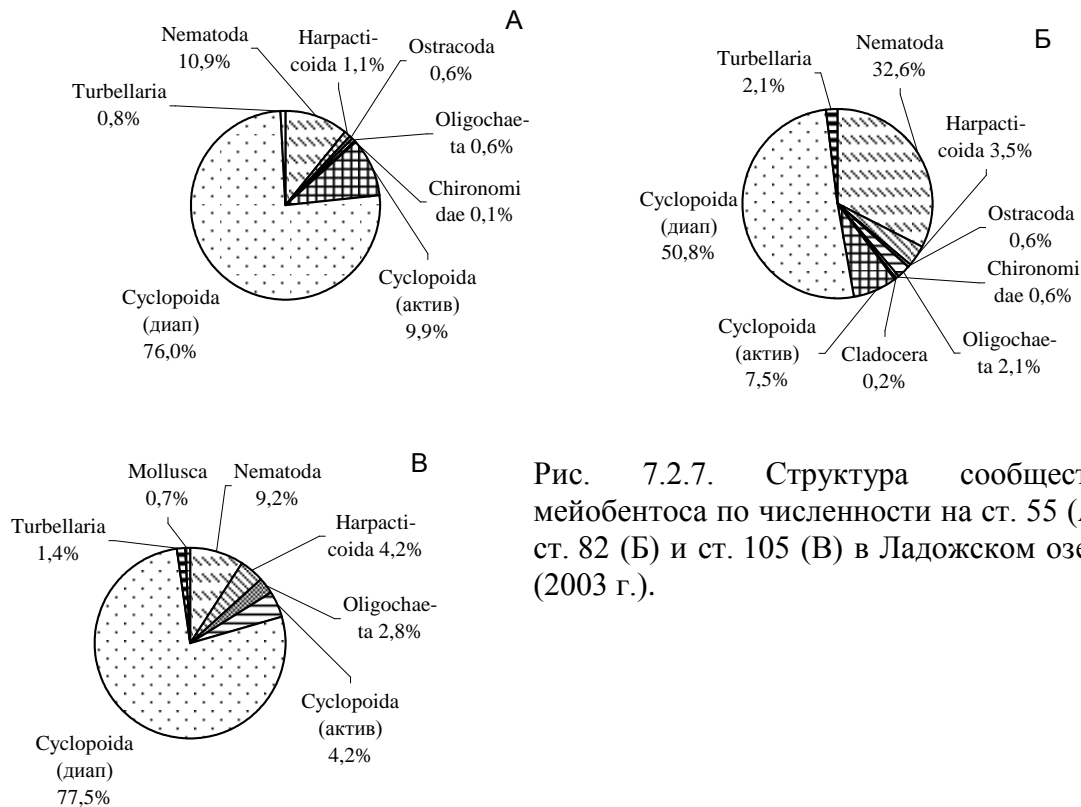 А
Nematoda
10,9%
Harpacti-
coida 1,1%
Ostracoda
0,6%
Turbellaria
0,8%
Oligochae-
ta 0,6%
Chironomi
dae 0,1%
Cyclopoida
(актив)
9,9%
Cyclopoida
(диап)
76,0%
Б
Turbellaria
2,1%
Nematoda
32,6%
Harpacti-
coida 3,5%
Cyclopoida
(диап)
50,8%
Ostracoda
0,6%
Chironomi
dae 0,6%
Oligochae-
ta 2,1%
Cyclopoida
(актив)
7,5%
Cladocera
0,2%
В
Mollusca
0,7%
Nematoda
9,2%
Turbellaria
1,4%
Harpacti-
coida 4,2%
Oligochae-
ta 2,8%
Cyclopoida
(актив)
4,2%
Cyclopoida
(диап)
77,5%
Рис. 7.2.7. Структура сообщест
мейобентоса по численности на ст. 55 (А
ст. 82 (Б) и ст. 105 (В) в Ладожском озе
(2003 г.).